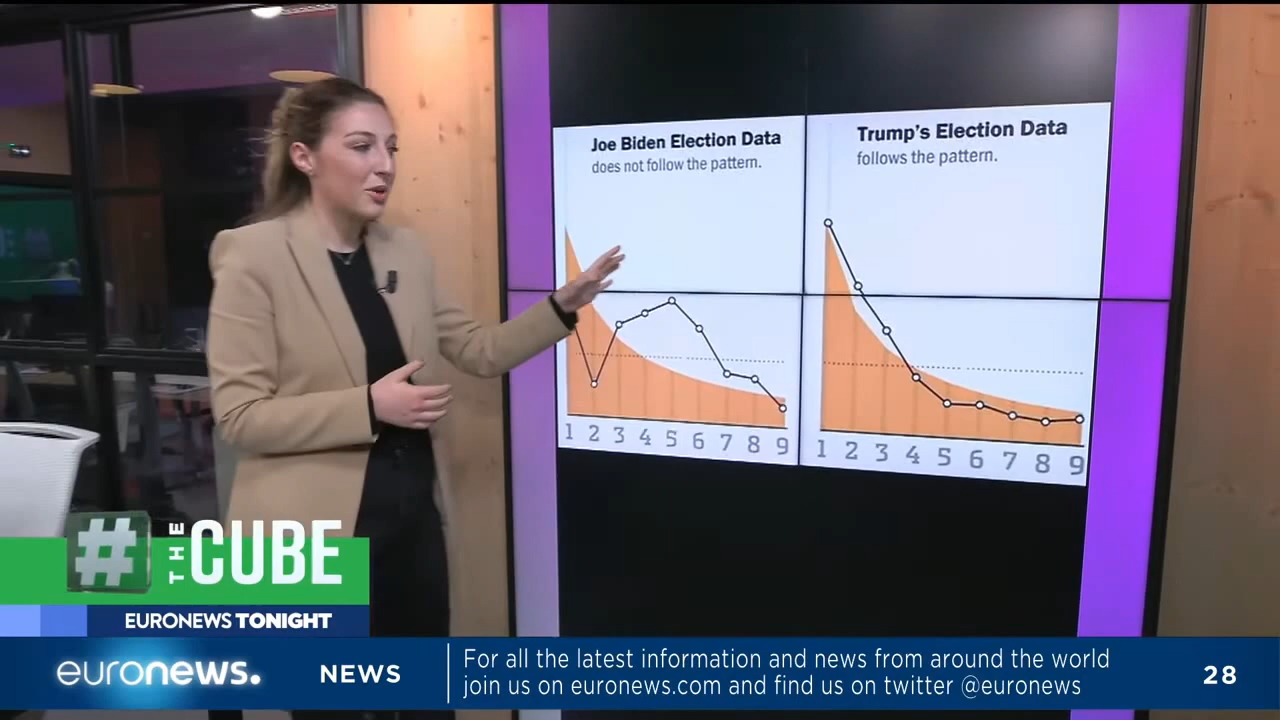 Joe Biden Election Data
does not follow the pattern.
1 2 3 4 5 6 7 8 9
Trump's Election Data
follows the pattern.
1 2 3 4 5 6 7 8 9
#
THE CUBE
EURONEWS TONIGHT
euronews.
NEWS
For all the latest information and news from around the world
join us on euronews.com and find us on twitter @euronews
28